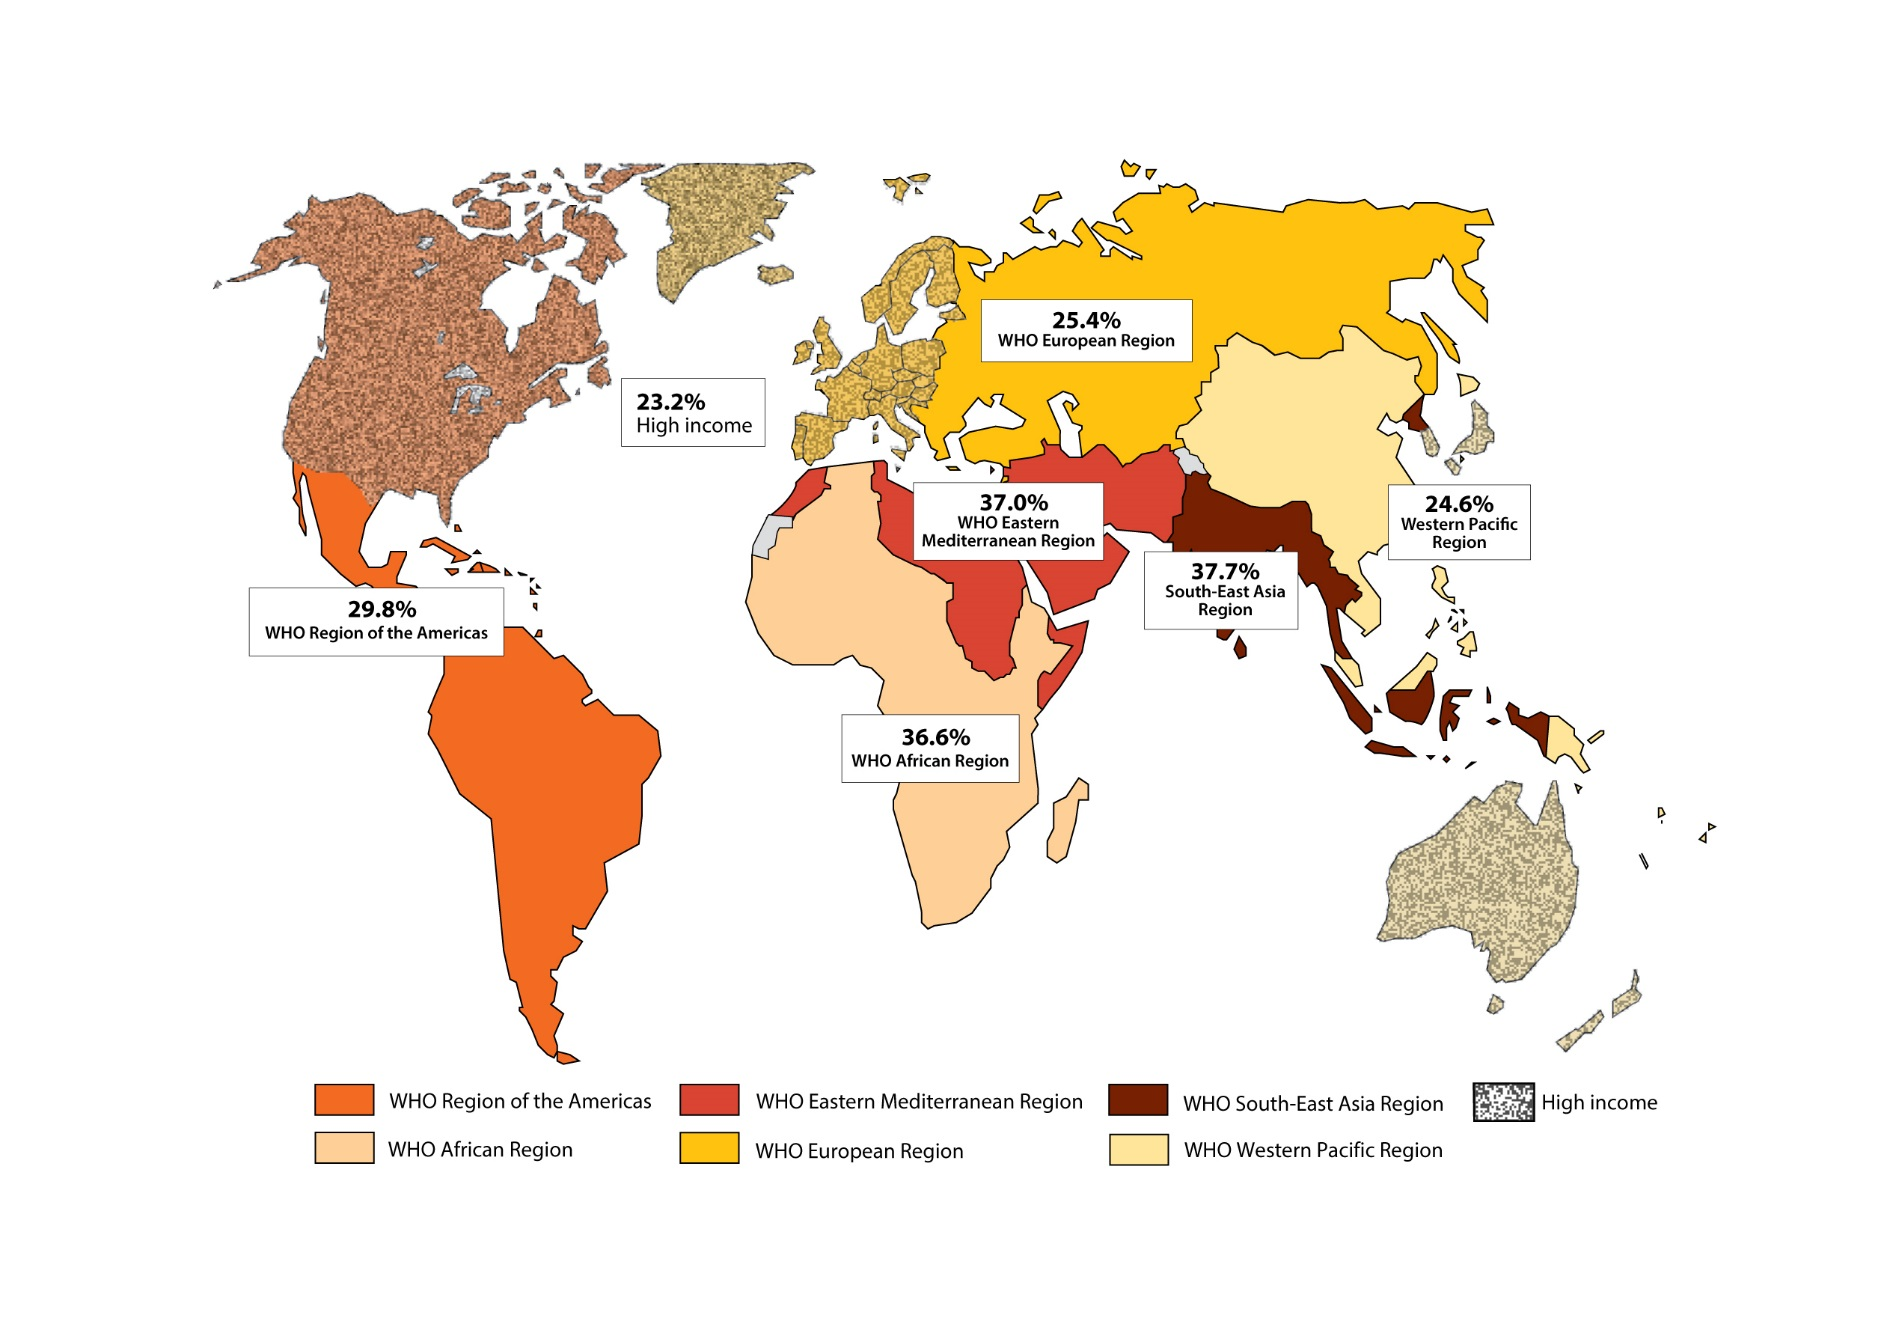 25.4%
WHO European Region
23.2%
High income
37.0%
WHO Eastern
Mediterranean Region
24.6%
Western Pacific
Region
37.7%
South-East Asia
Region
29.8%
WHO Region of the Americas
36.6%
WHO African Region
WHO Region of the Americas
WHO Eastern Mediterranean Region
WHO South-East Asia Region
High income
WHO African Region
WHO European Region
WHO Western Pacific Region